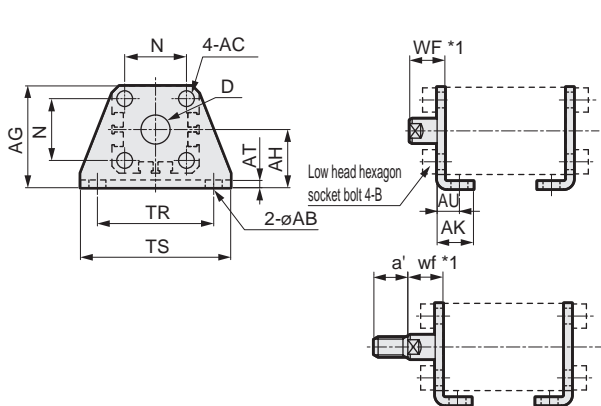 N
4-AC
D
AG
N
AT
AH
TR
2-øAB
TS
WF *1
Low head hexagon
socket bolt 4-B
AU
AK
a'
wf *1